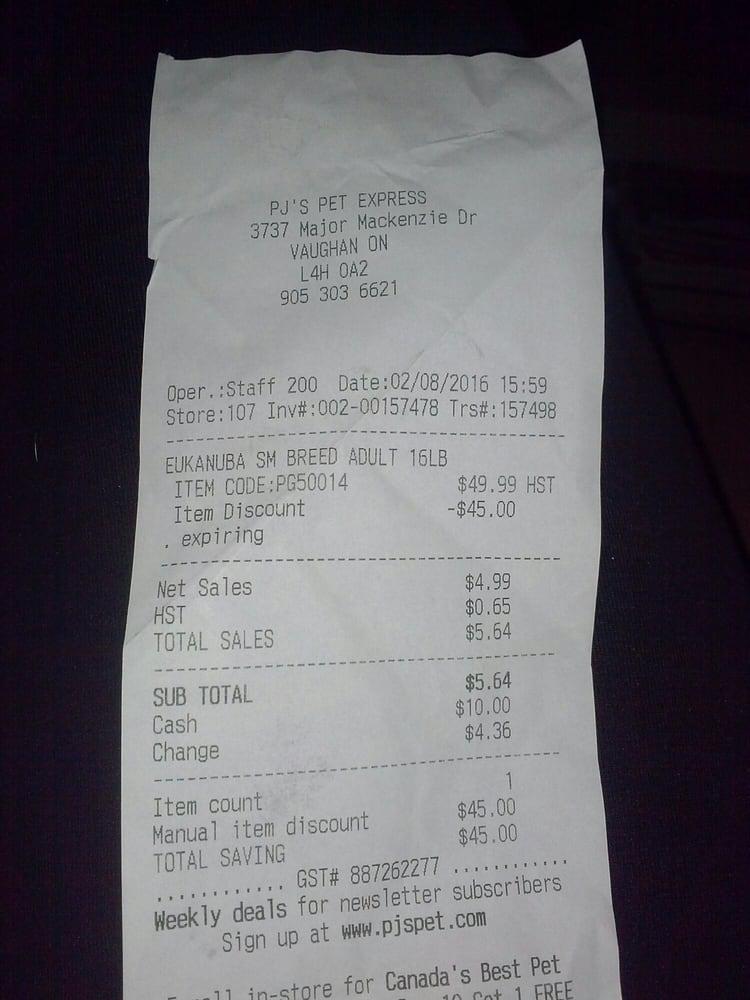 PJ'S PET EXPRESS
3737 Major Mackenzie Dr
VAUGHAN ON
L4H 0A2
905 303 6621
Oper.:Staff 200 Date:02/08/2016 15:59
Store:107 Inv#:002-00157478 Trs#:157498
EUKANUBA SM BREED ADULT 16LB
ITEM CODE:PG50014 $49.99 HST
Item Discount -$45.00
. expiring
Net Sales $4.99
HST $0.65
TOTAL SALES $5.64
SUB TOTAL $5.64
Cash $10.00
Change $4.36
Item count 1
Manual item discount $45.00
TOTAL SAVING $45.00
............ GST# 887262277 ............
Weekly deals for newsletter subscribers
Sign up at www.pjspet.com
in-store for Canada's Best Pet
10 Get 1 FREE